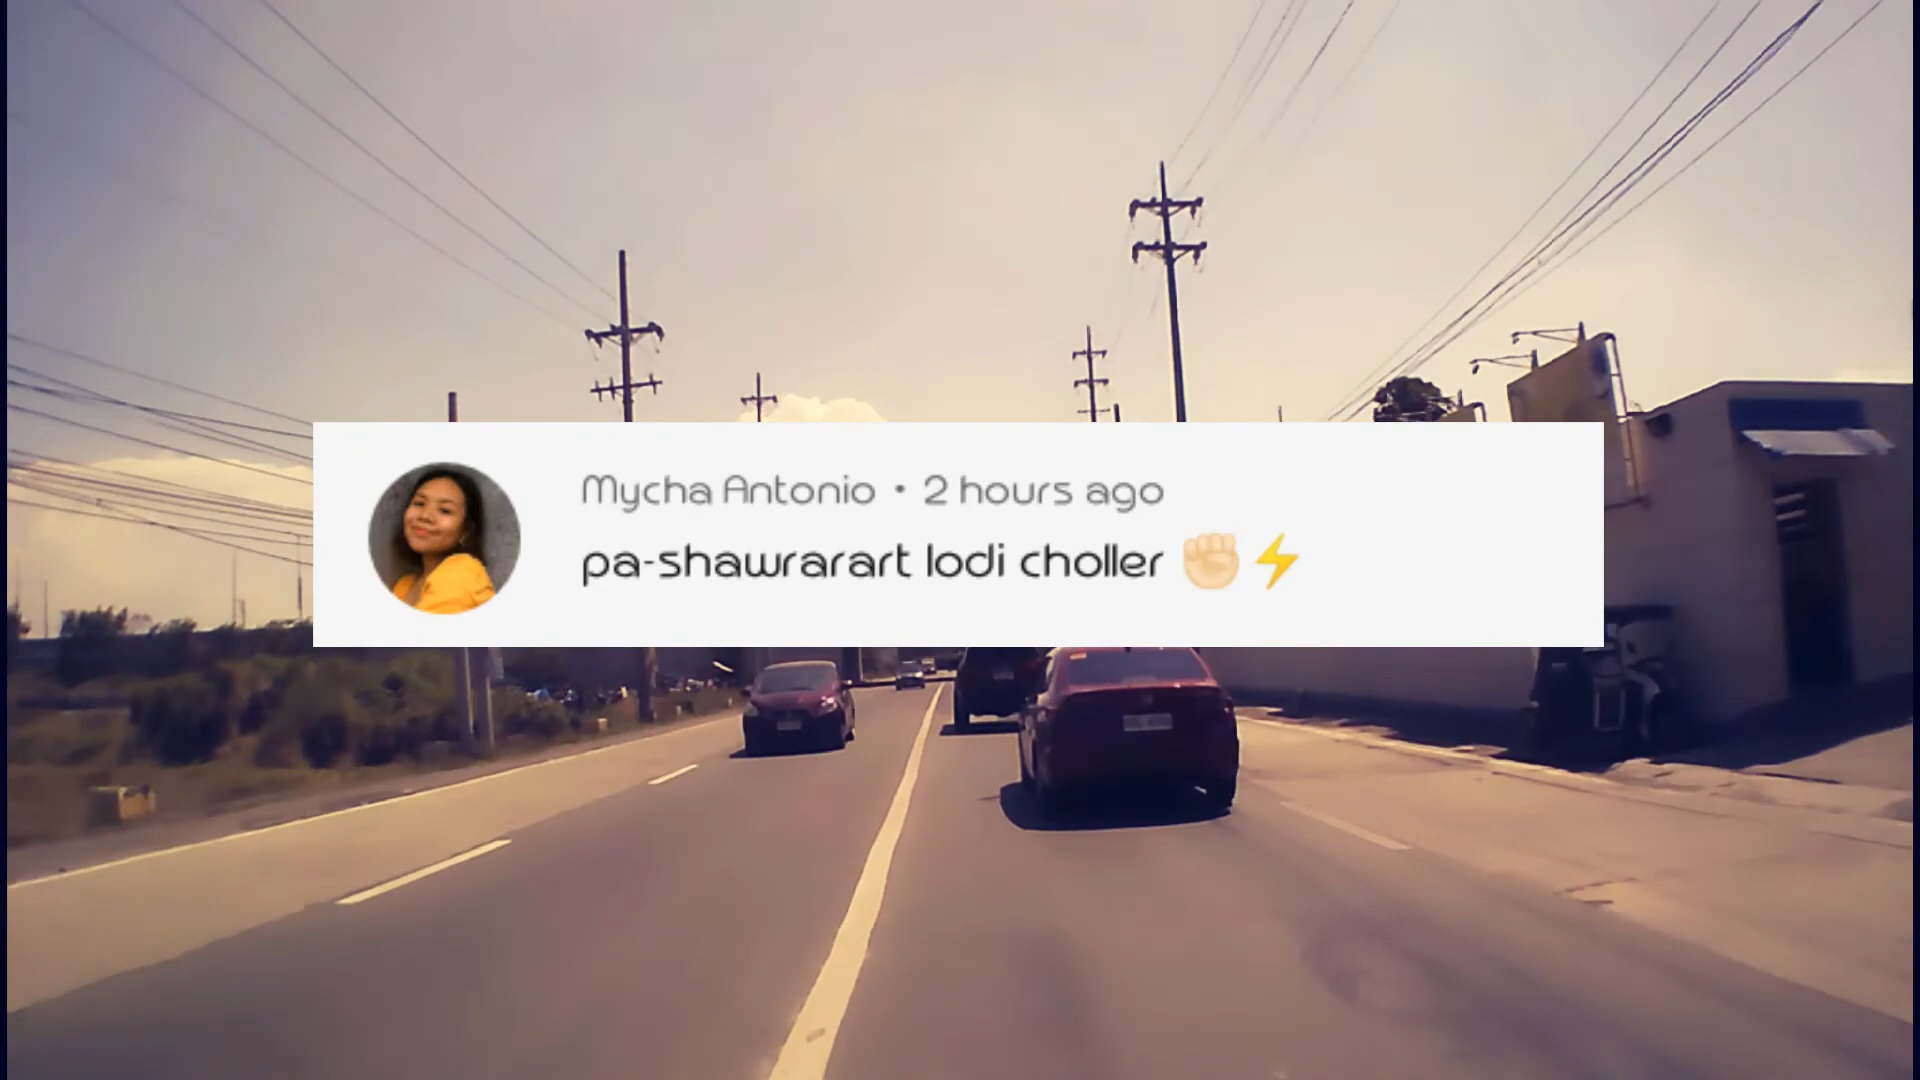 Mycha Antonio • 2 hours ago
pa-shawrarart lodi choller ✊🏻⚡